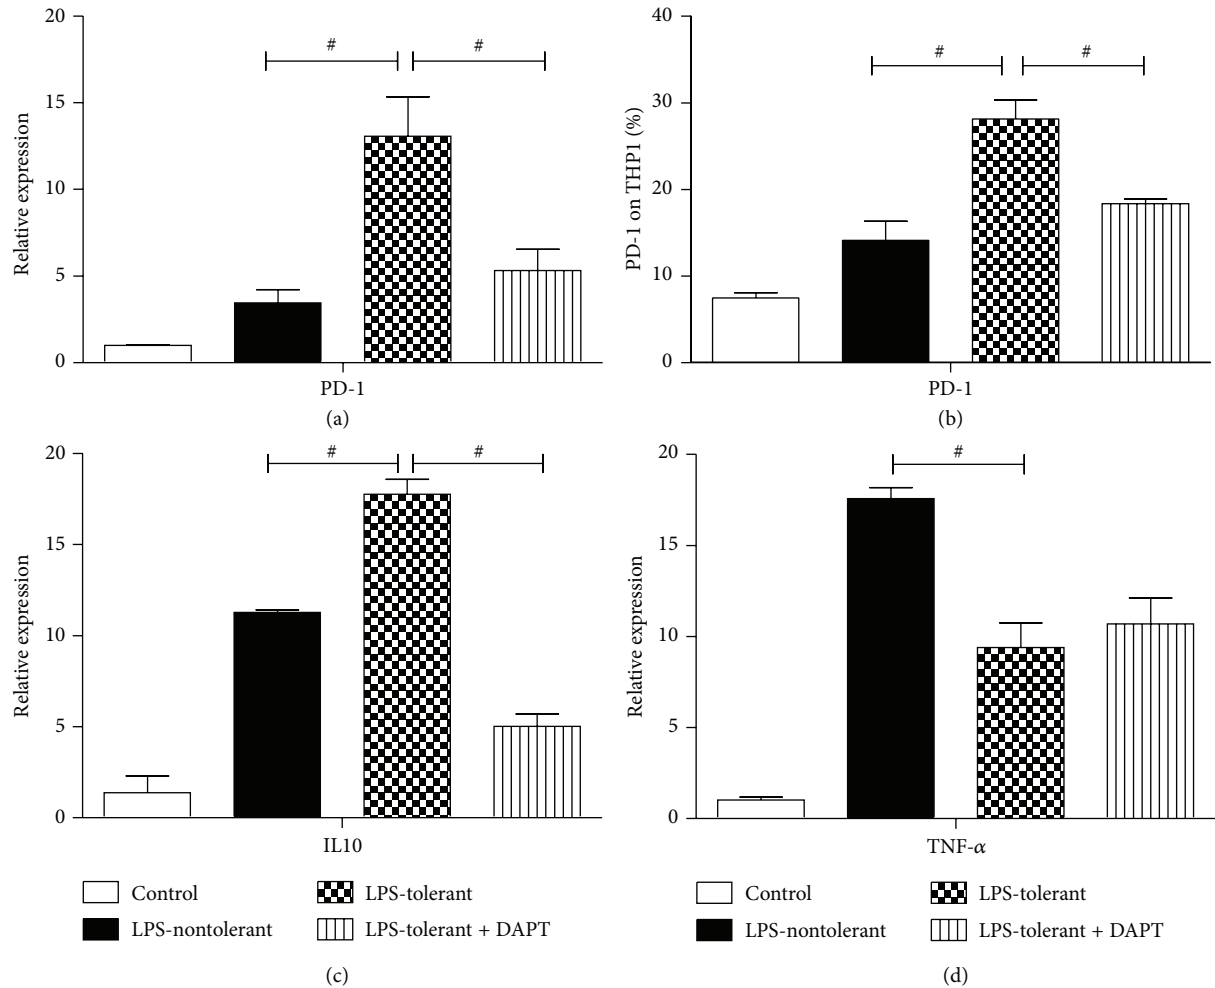 20
15
10
5
0
Relative expression
#
#
PD-1
(a)
40
30
20
10
0
PD-1 on THP1 (%)
#
#
PD-1
(b)
20
15
10
5
0
Relative expression
#
#
IL10
Control
LPS-nontolerant
LPS-tolerant
LPS-tolerant + DAPT
(c)
20
15
10
5
0
Relative expression
#
TNF-α
Control
LPS-nontolerant
LPS-tolerant
LPS-tolerant + DAPT
(d)